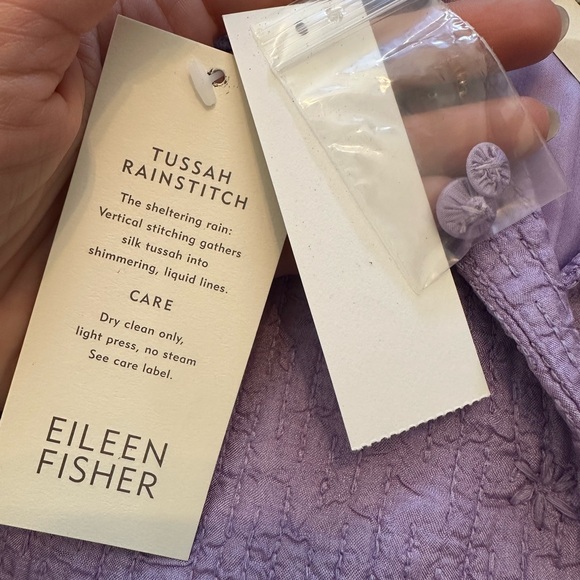 TUSSAH
RAINSTITCH
The sheltering rain:
Vertical stitching gathers
silk tussah into
shimmering, liquid lines.
CARE
Dry clean only,
light press, no steam
See care label.
EILEEN
FISHER